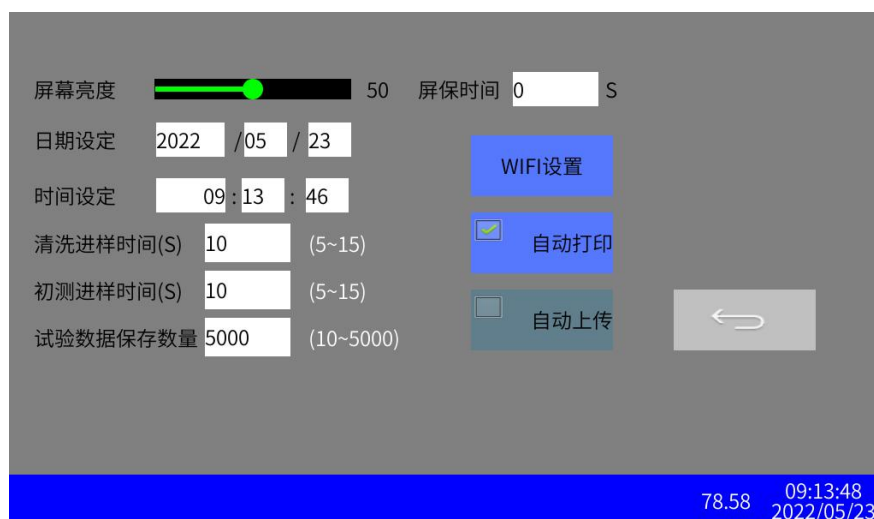 屏幕亮度 50 屏保时间 0 S
日期设定 2022 /05 / 23
WIFI设置
时间设定 09 : 13 : 46
清洗进样时间(S) 10 (5~15) 自动打印
初测进样时间(S) 10 (5~15)
自动上传
试验数据保存数量 5000 (10~5000)
78.58 09:13:48
2022/05/23